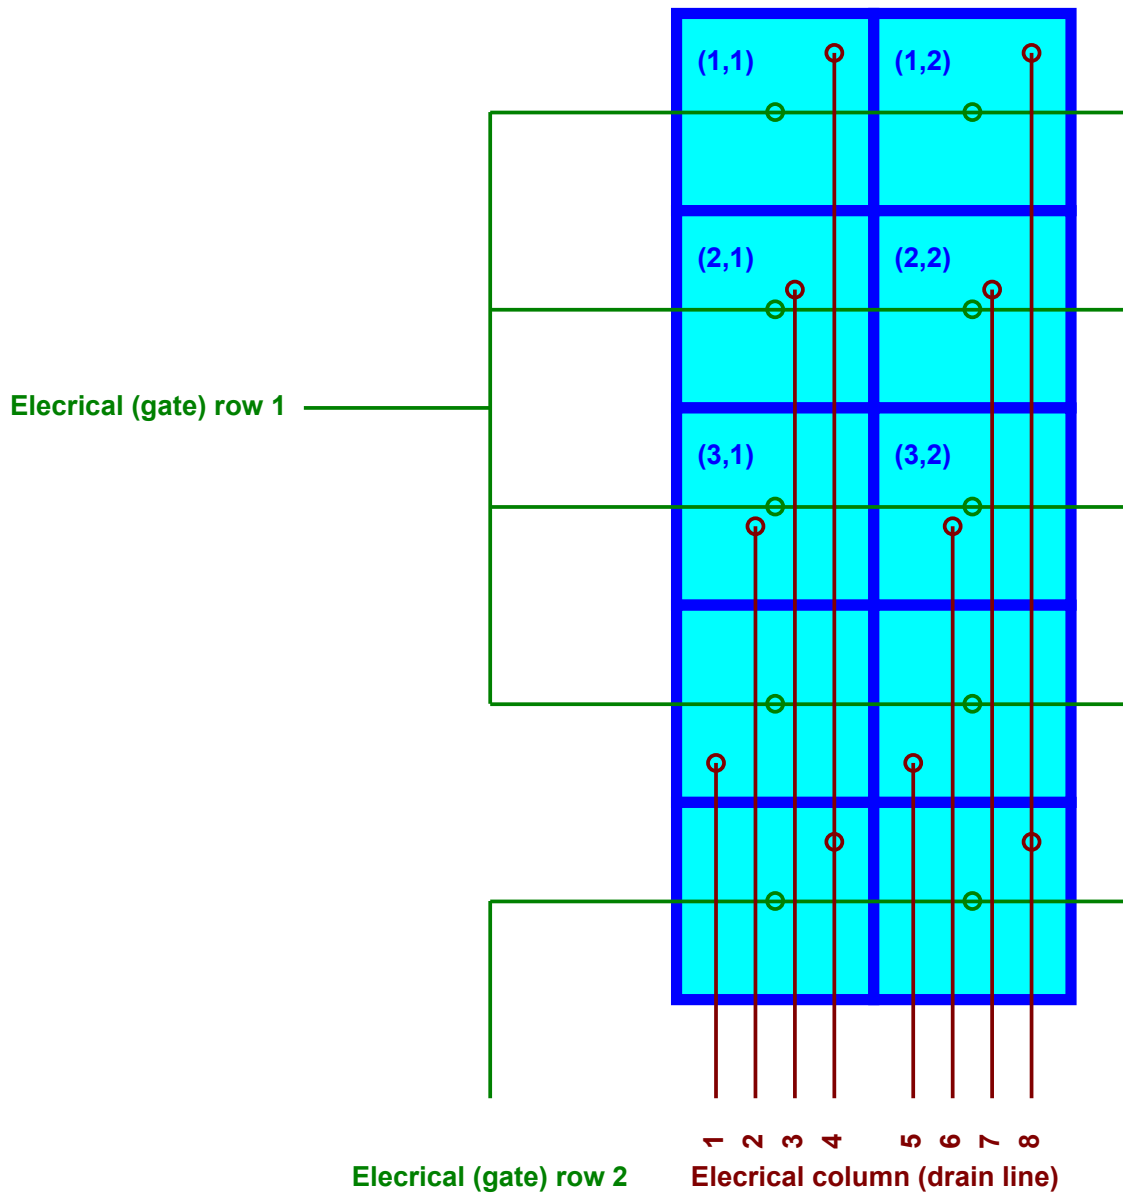 (1,1) (1,2)
(2,1) (2,2)
Elecrical (gate) row 1
(3,1) (3,2)
1 2 3 4 5 6 7 8
Elecrical (gate) row 2 Elecrical column (drain line)